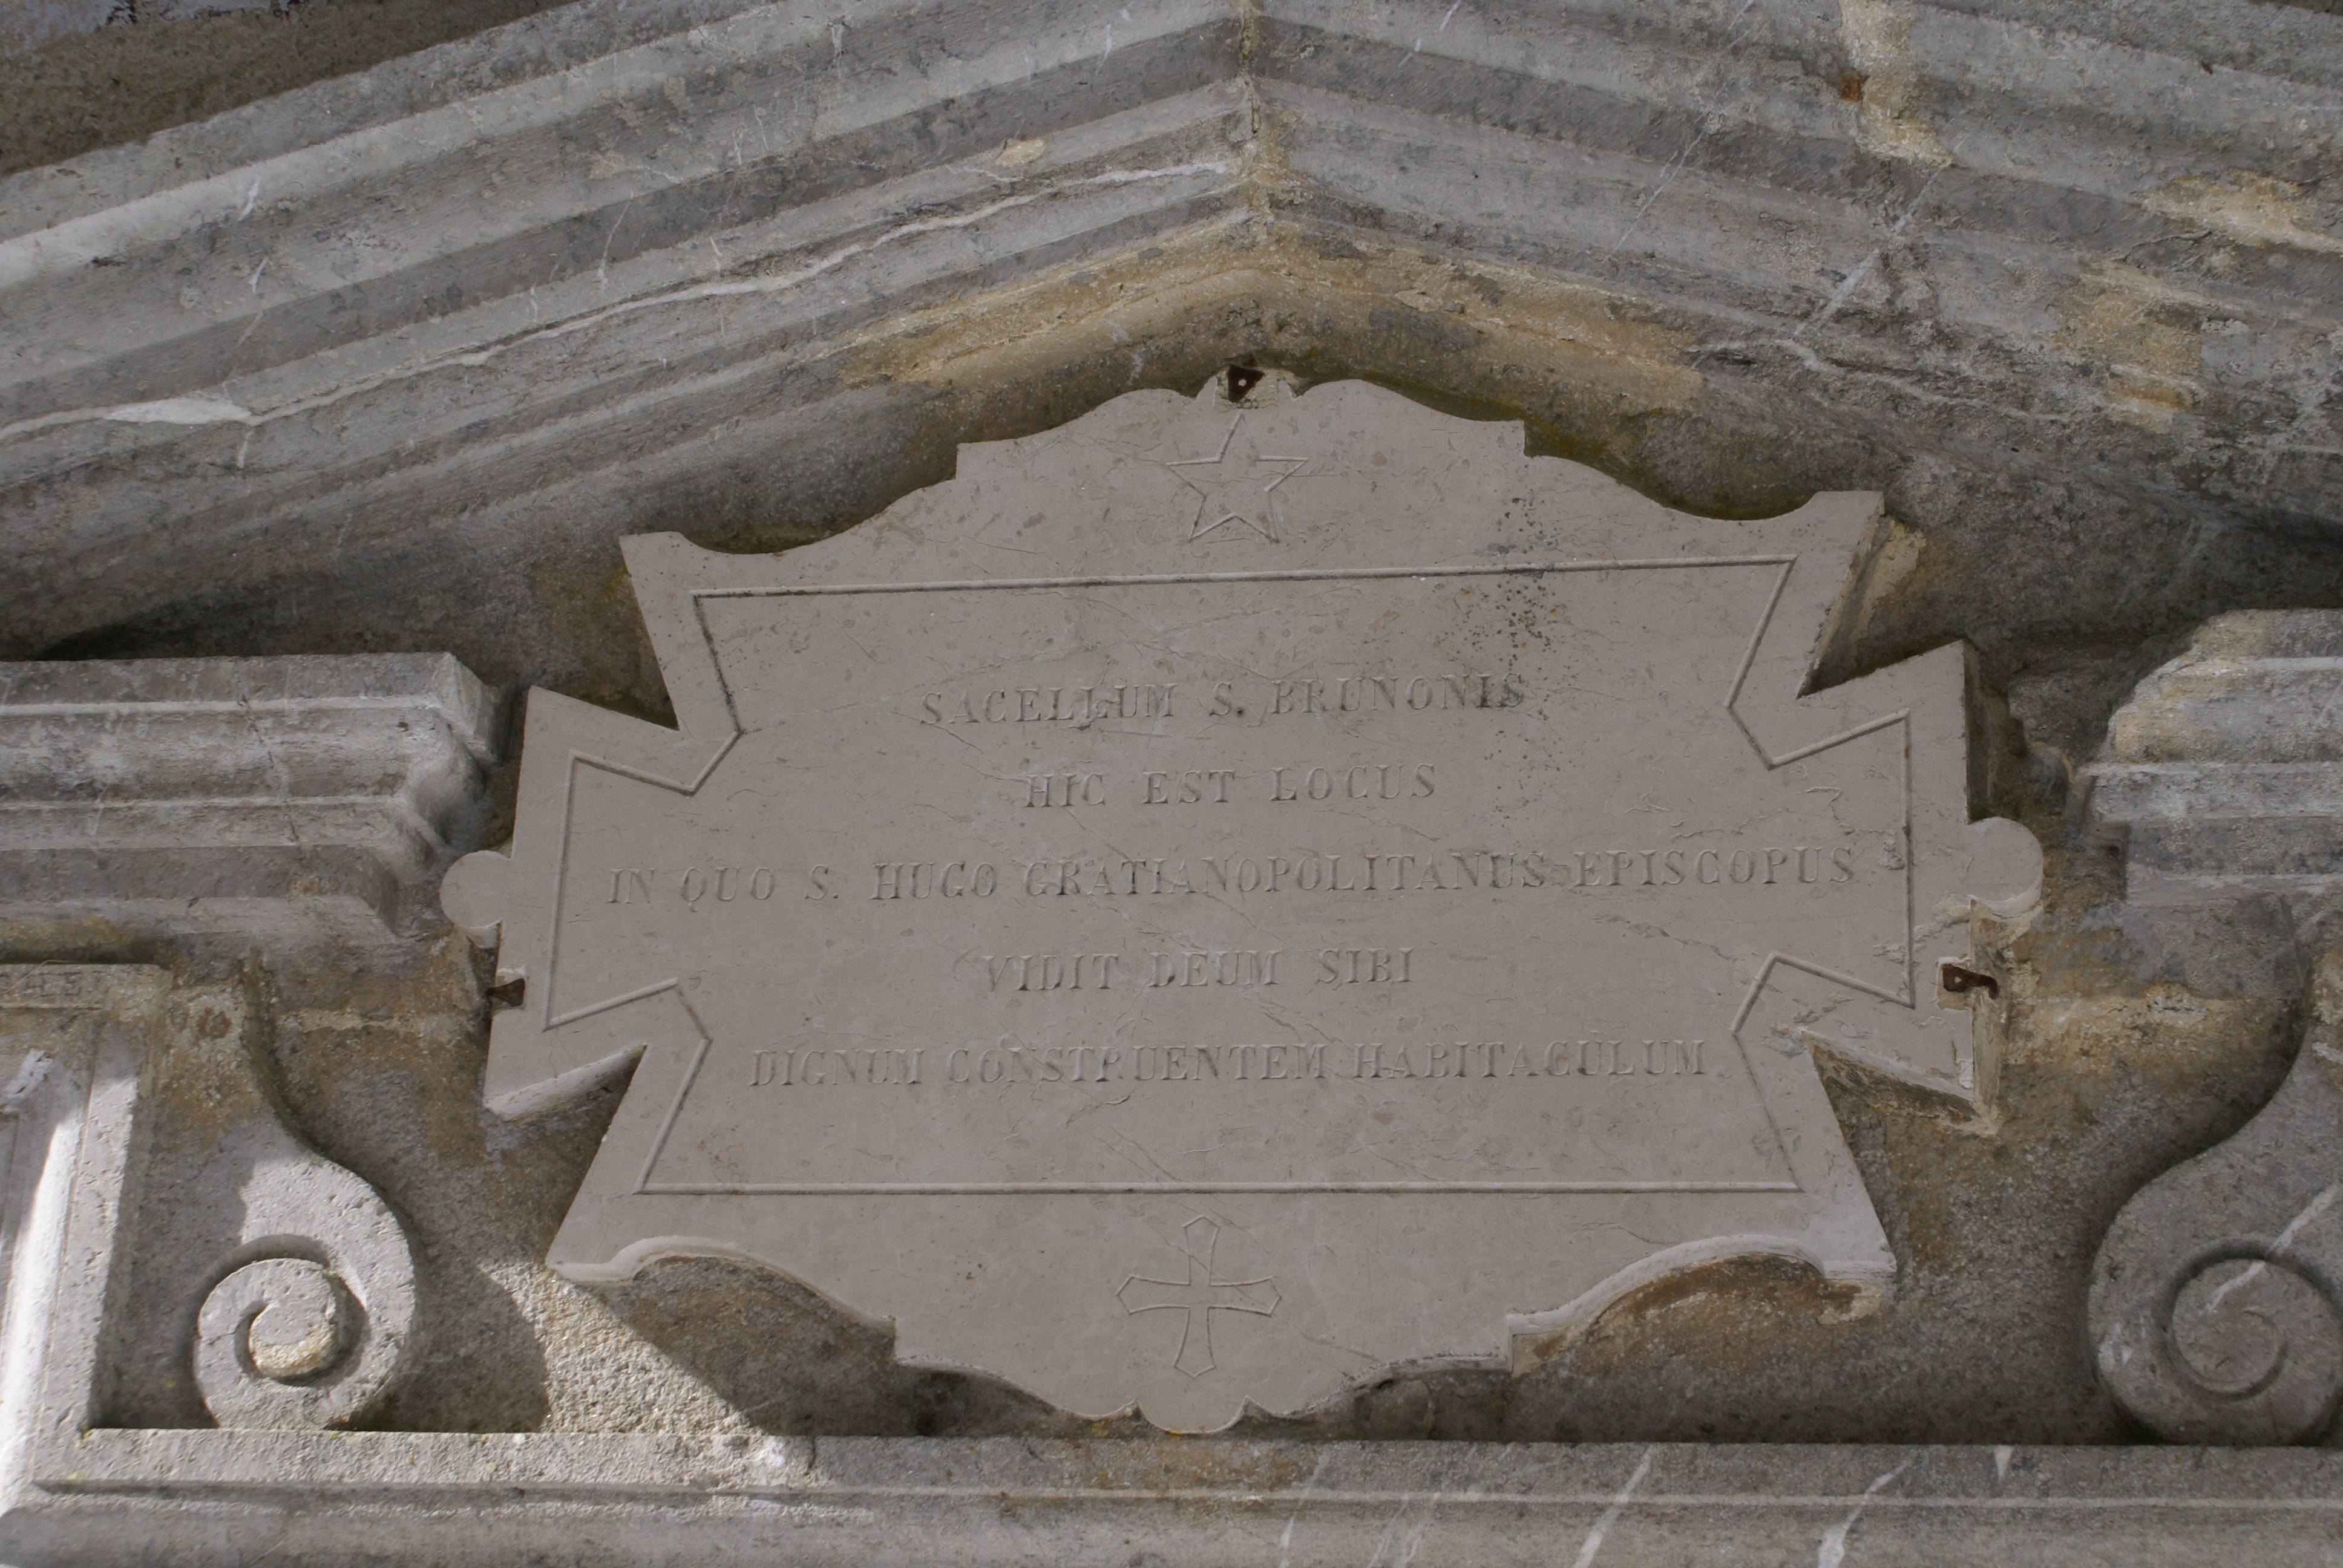 SACELLUM S. BRUNONIS
HIC EST LOCUS
IN QUO S. HUGO GRATIANOPOLITANUS EPISCOPUS
VIDIT DEUM SIBI
DIGNUM CONSTRUENTEM HABITACULUM